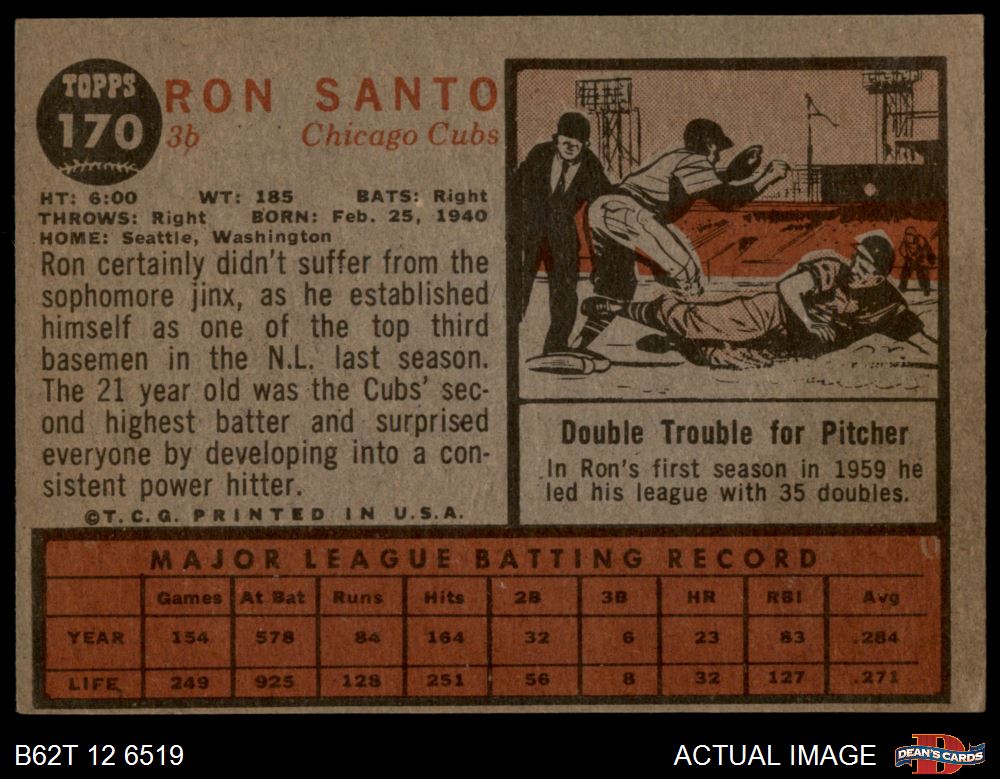 TOPPS
170
RON SANTO
3b Chicago Cubs
HT: 6:00 WT: 185 BATS: Right
THROWS: Right BORN: Feb. 25, 1940
HOME: Seattle, Washington
Ron certainly didn't suffer from the
sophomore jinx, as he established
himself as one of the top third
basemen in the N.L. last season.
The 21 year old was the Cubs' sec-
ond highest batter and surprised
everyone by developing into a con-
sistent power hitter.
©T.C.G. PRINTED IN U.S.A.
Double Trouble for Pitcher
In Ron's first season in 1959 he
led his league with 35 doubles.
MAJOR LEAGUE BATTING RECORD
Games At Bat Runs Hits 2B 3B HR RBI Avg
YEAR 154 578 84 164 32 6 23 83 .284
LIFE 249 925 128 251 56 8 32 127 .271
B62T 12 6519
ACTUAL IMAGE
D
DEAN'S CARDS